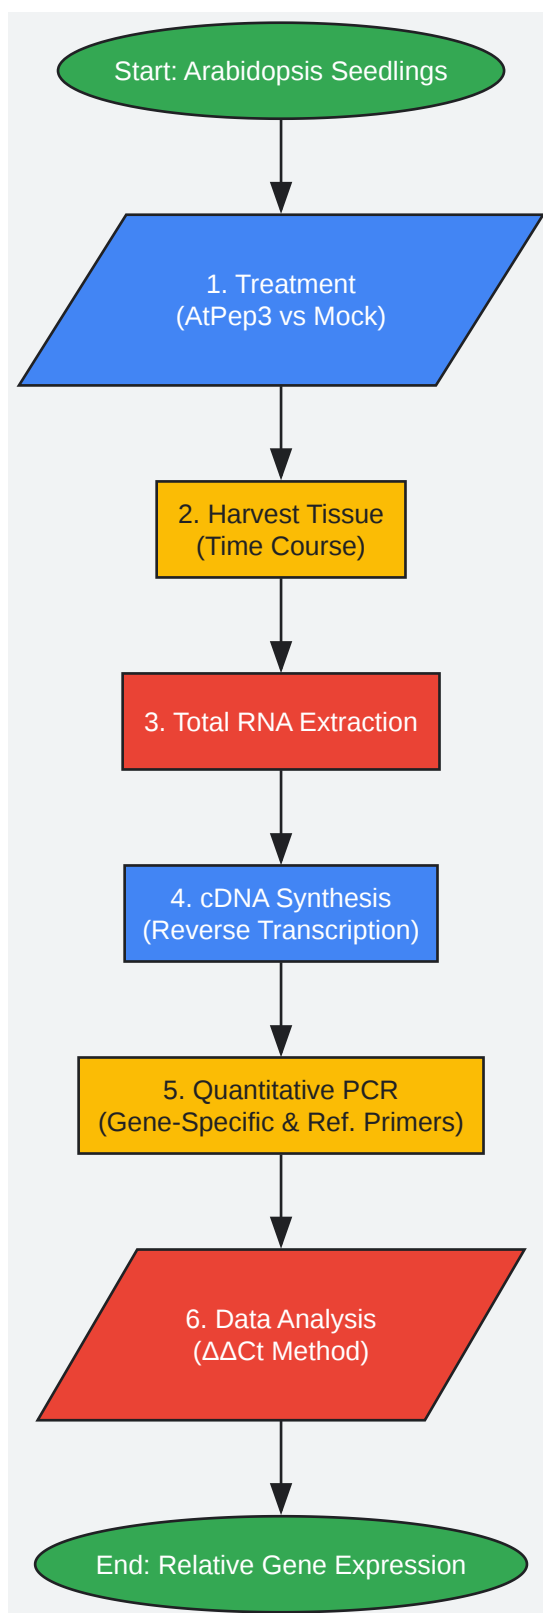 Start: Arabidopsis Seedlings
1. Treatment
(AtPep3 vs Mock)
2. Harvest Tissue
(Time Course)
3. Total RNA Extraction
4. cDNA Synthesis
(Reverse Transcription)
5. Quantitative PCR
(Gene-Specific & Ref. Primers)
6. Data Analysis
(ΔΔCt Method)
End: Relative Gene Expression